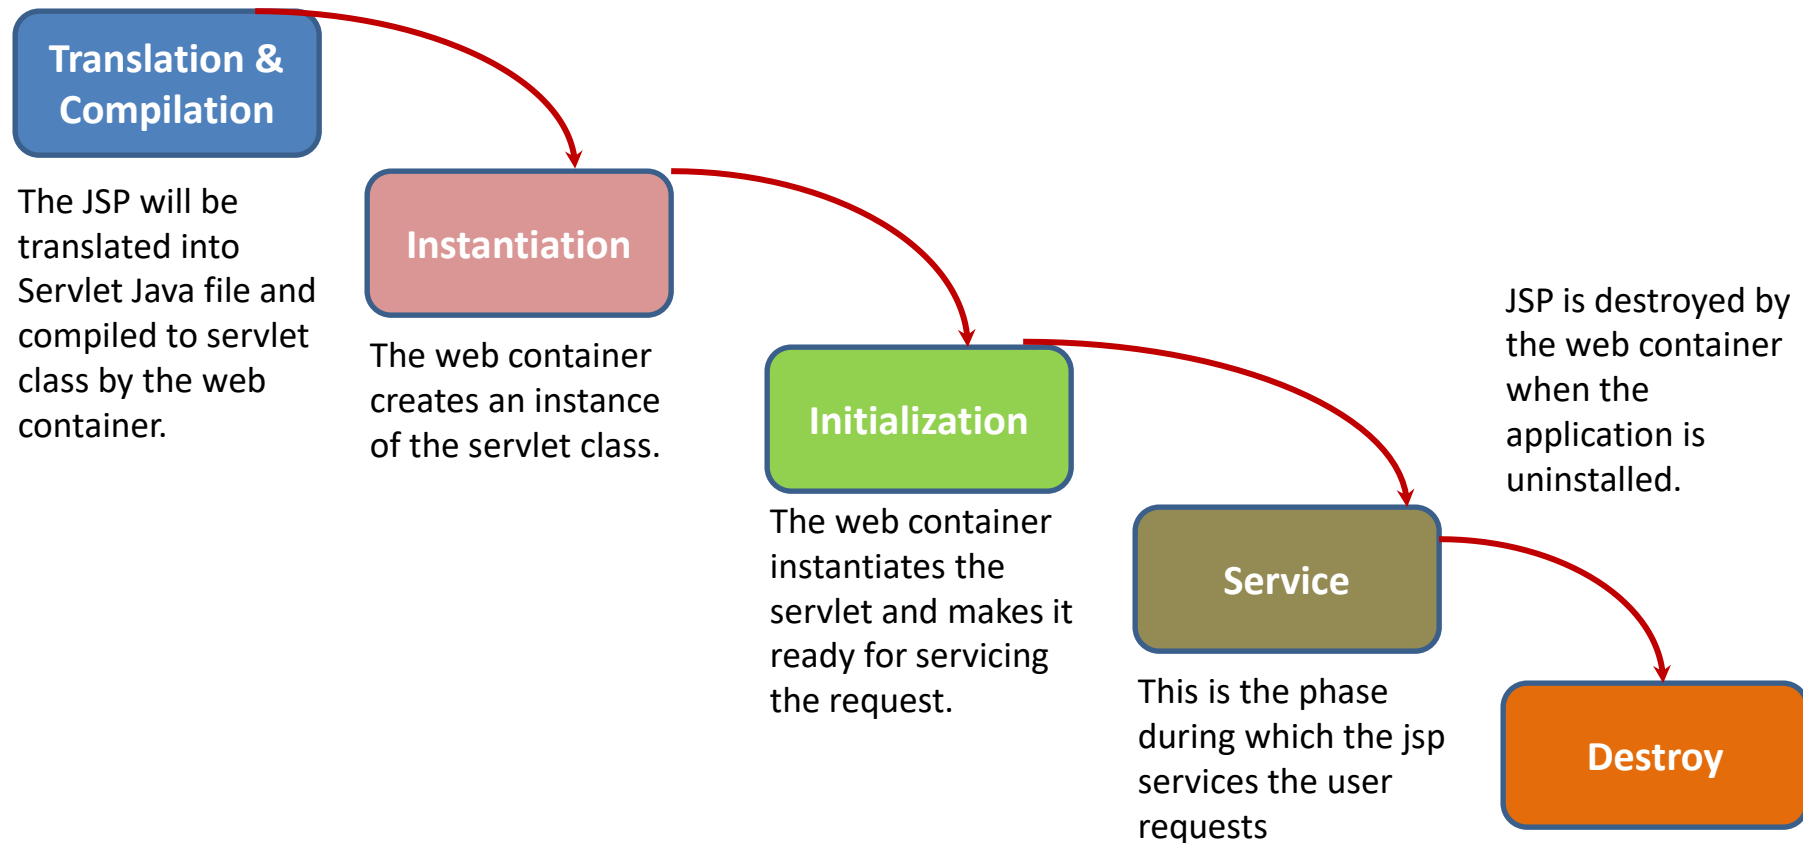 Translation &
Compilation
The JSP will be
translated into
Servlet Java file and
compiled to servlet
class by the web
container.
Instantiation
The web container
creates an instance
of the servlet class.
Initialization
The web container
instantiates the
servlet and makes it
ready for servicing
the request.
Service
This is the phase
during which the jsp
services the user
requests
JSP is destroyed by
the web container
when the
application is
uninstalled.
Destroy